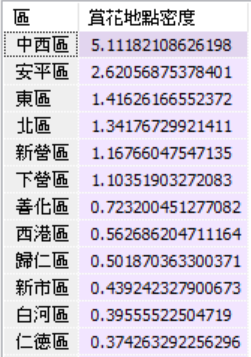 區 賞花地點密度
中西區 5.11182108626198
安平區 2.62056875378401
東區 1.41626166552372
北區 1.34176729921411
新營區 1.16766047547135
下營區 1.10351903272083
善化區 0.723200451277082
西港區 0.562686204711164
歸仁區 0.501870363300371
新市區 0.439242327900673
白河區 0.39555522504719
仁德區 0.374263292256296